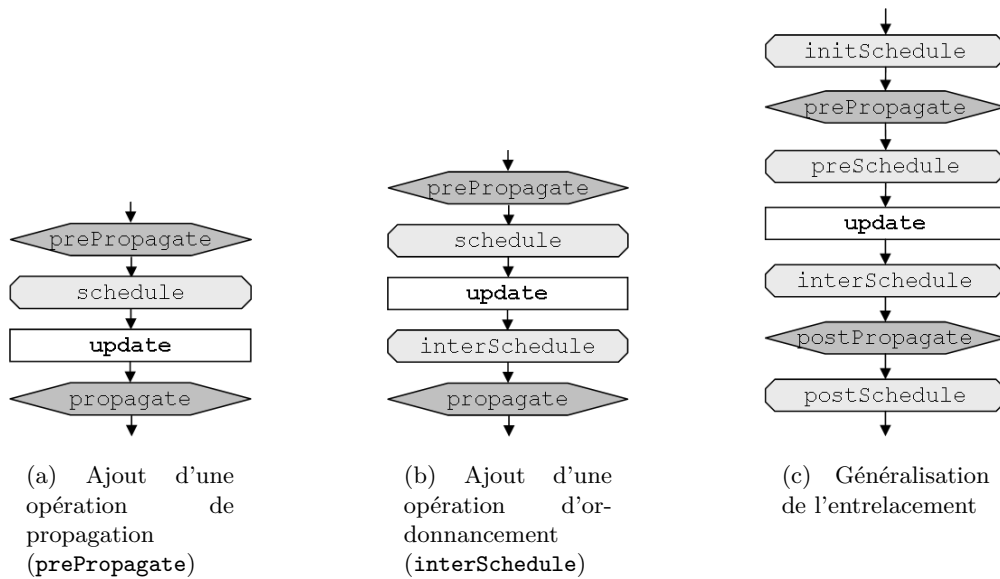 prePropagate
schedule
update
propagate
(a) Ajout d'une
opération de
propagation
(prePropagate)
prePropagate
schedule
update
interSchedule
propagate
(b) Ajout d'une
opération d'or-
donnancement
(interSchedule)
initSchedule
prePropagate
preSchedule
update
interSchedule
postPropagate
postSchedule
(c) Généralisation
de l'entrelacement